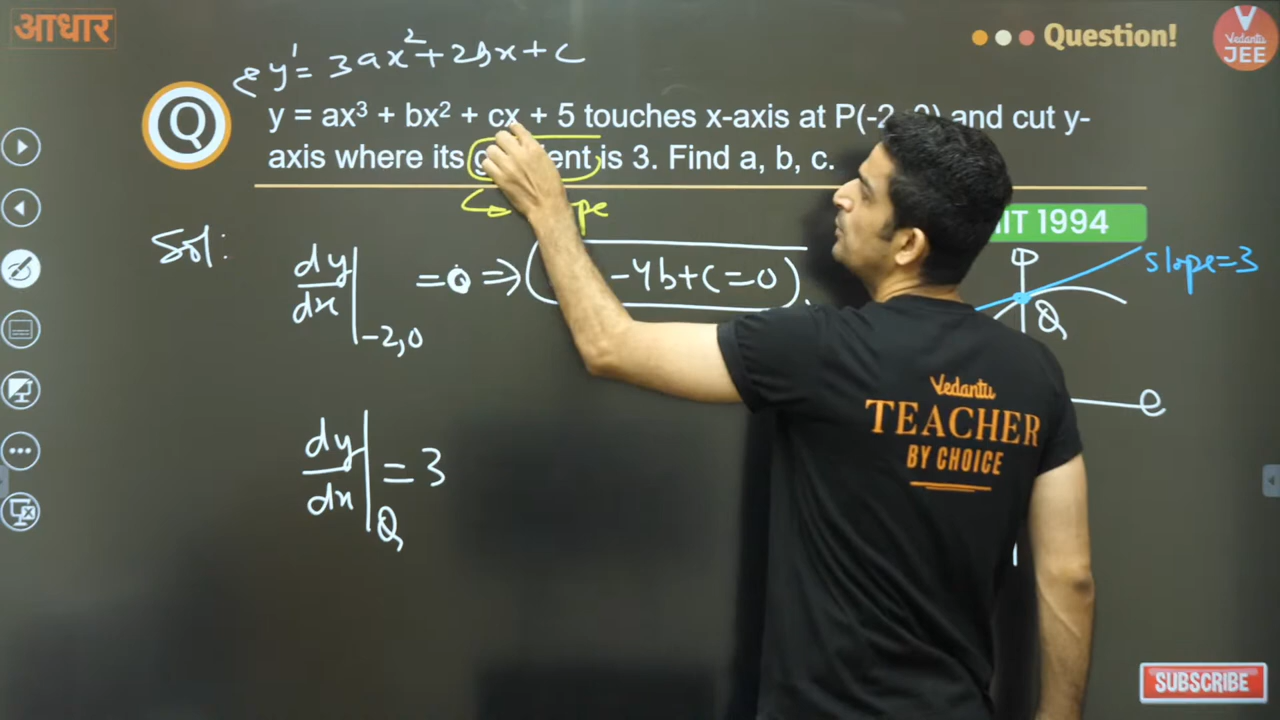 आधार
Question!
Vedantu
JEE
y' = 3ax² + 2bx + c
Q
y = ax³ + bx² + cx + 5 touches x-axis at P(-2, and cut y-
axis where its is 3. Find a, b, c.
1994
Sol:
dy/dx |-2,0 = 0 ⇒ ( -4b+c=0)
slope=3
Q
dy/dx |Q = 3
Vedantu
TEACHER
BY CHOICE
SUBSCRIBE